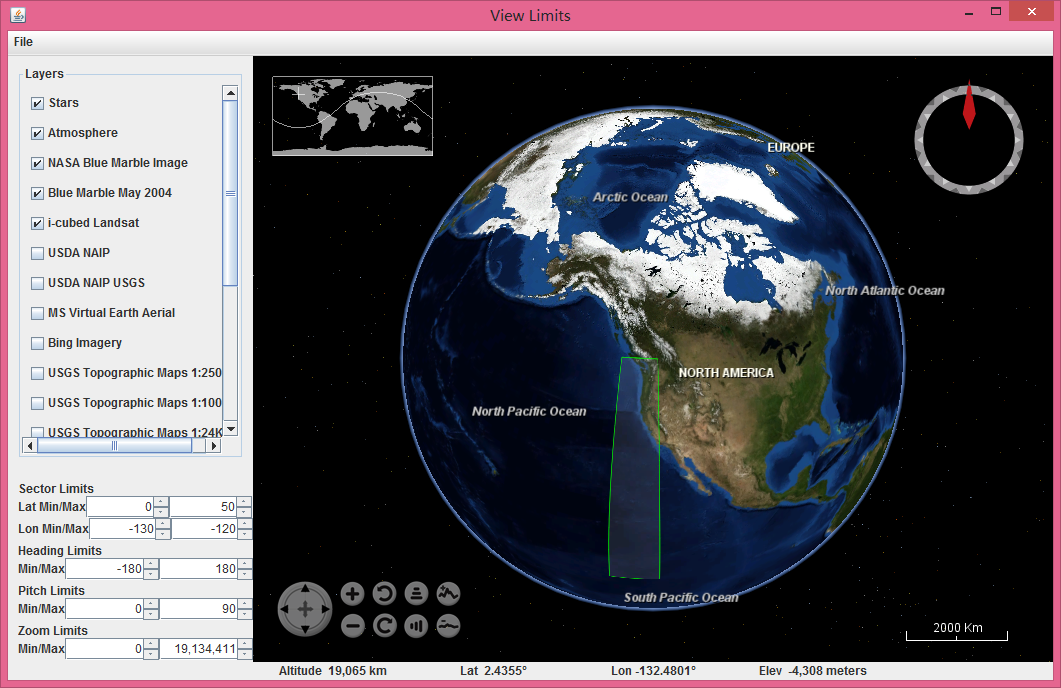 View Limits
File
Layers
Stars
Atmosphere
NASA Blue Marble Image
Blue Marble May 2004
i-cubed Landsat
USDA NAIP
USDA NAIP USGS
MS Virtual Earth Aerial
Bing Imagery
USGS Topographic Maps 1:250
USGS Topographic Maps 1:100
USGS Topographic Maps 1:24K
Sector Limits
Lat Min/Max 0 50
Lon Min/Max -130 -120
Heading Limits
Min/Max -180 180
Pitch Limits
Min/Max 0 90
Zoom Limits
Min/Max 0 19,134,411
EUROPE
Arctic Ocean
North Atlantic Ocean
NORTH AMERICA
North Pacific Ocean
South Pacific Ocean
2000 Km
Altitude 19,065 km Lat 2.4355° Lon -132.4801° Elev -4,308 meters